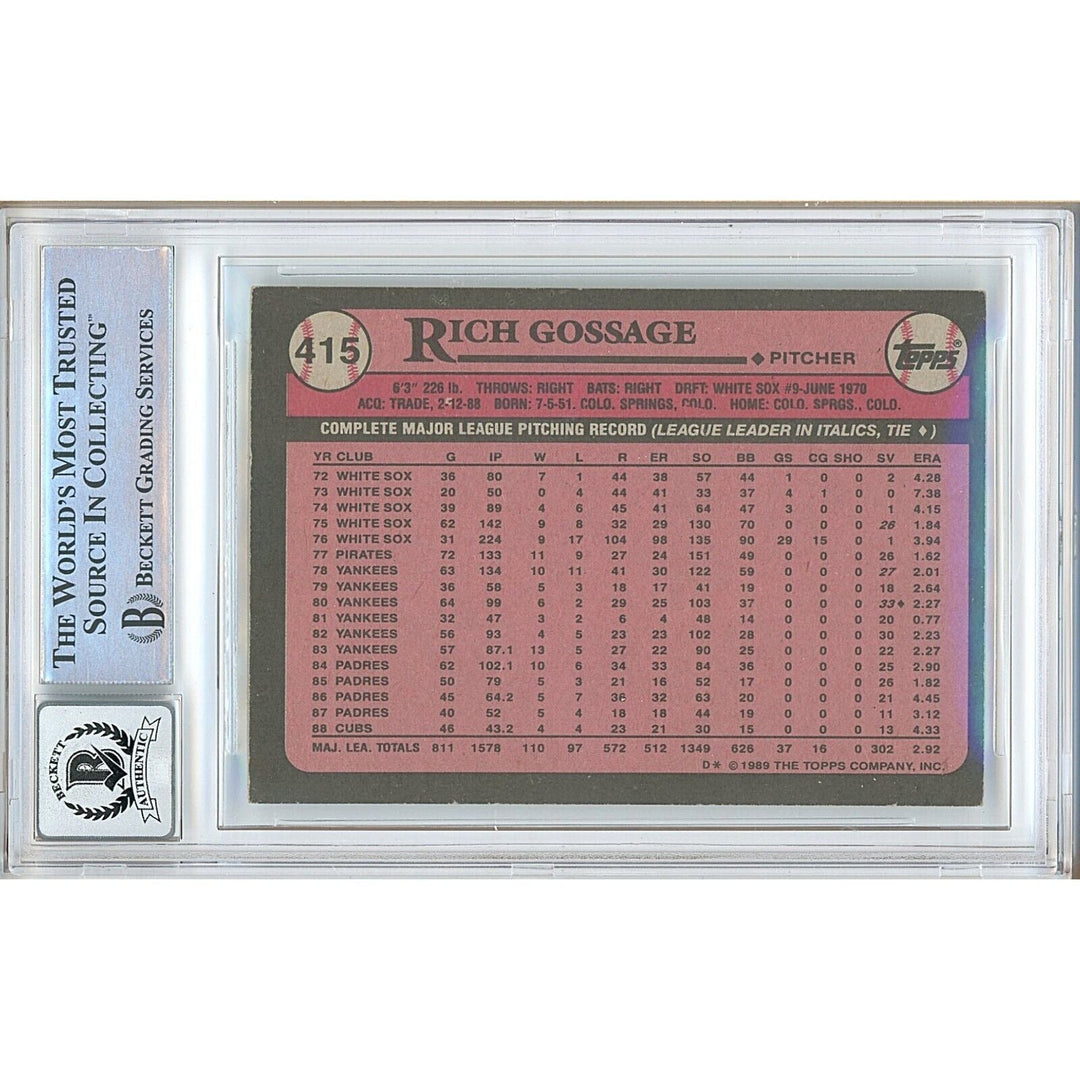 THE WORLD'S MOST TRUSTED
SOURCE IN COLLECTING™
BECKETT GRADING SERVICES
B
BECKETT
B
AUTHENTIC
415
RICH GOSSAGE
♦ PITCHER
TOPPS®
6'3" 226 lb. THROWS: RIGHT BATS: RIGHT DRFT: WHITE SOX #9-JUNE 1970
ACQ: TRADE, 2-12-88 BORN: 7-5-51, COLO. SPRINGS, COLO. HOME: COLO. SPRGS., COLO.
COMPLETE MAJOR LEAGUE PITCHING RECORD (LEAGUE LEADER IN ITALICS, TIE ♦)
YR CLUB G IP W L R ER SO BB GS CG SHO SV ERA
72 WHITE SOX 36 80 7 1 44 38 57 44 1 0 0 2 4.28
73 WHITE SOX 20 50 0 4 44 41 33 37 4 1 0 0 7.38
74 WHITE SOX 39 89 4 6 45 41 64 47 3 0 0 1 4.15
75 WHITE SOX 62 142 9 8 32 29 130 70 0 0 0 26 1.84
76 WHITE SOX 31 224 9 17 104 98 135 90 29 15 0 1 3.94
77 PIRATES 72 133 11 9 27 24 151 49 0 0 0 26 1.62
78 YANKEES 63 134 10 11 41 30 122 59 0 0 0 27 2.01
79 YANKEES 36 58 5 3 18 17 41 19 0 0 0 18 2.64
80 YANKEES 64 99 6 2 29 25 103 37 0 0 0 33♦ 2.27
81 YANKEES 32 47 3 2 6 4 48 14 0 0 0 20 0.77
82 YANKEES 56 93 4 5 23 23 102 28 0 0 0 30 2.23
83 YANKEES 57 87.1 13 5 27 22 90 25 0 0 0 22 2.27
84 PADRES 62 102.1 10 6 34 33 84 36 0 0 0 25 2.90
85 PADRES 50 79 5 3 21 16 52 17 0 0 0 26 1.82
86 PADRES 45 64.2 5 7 36 32 63 20 0 0 0 21 4.45
87 PADRES 40 52 5 4 18 18 44 19 0 0 0 11 3.12
88 CUBS 46 43.2 4 4 23 21 30 15 0 0 0 13 4.33
MAJ. LEA. TOTALS 811 1578 110 97 572 512 1349 626 37 16 0 302 2.92
D* © 1989 THE TOPPS COMPANY, INC.